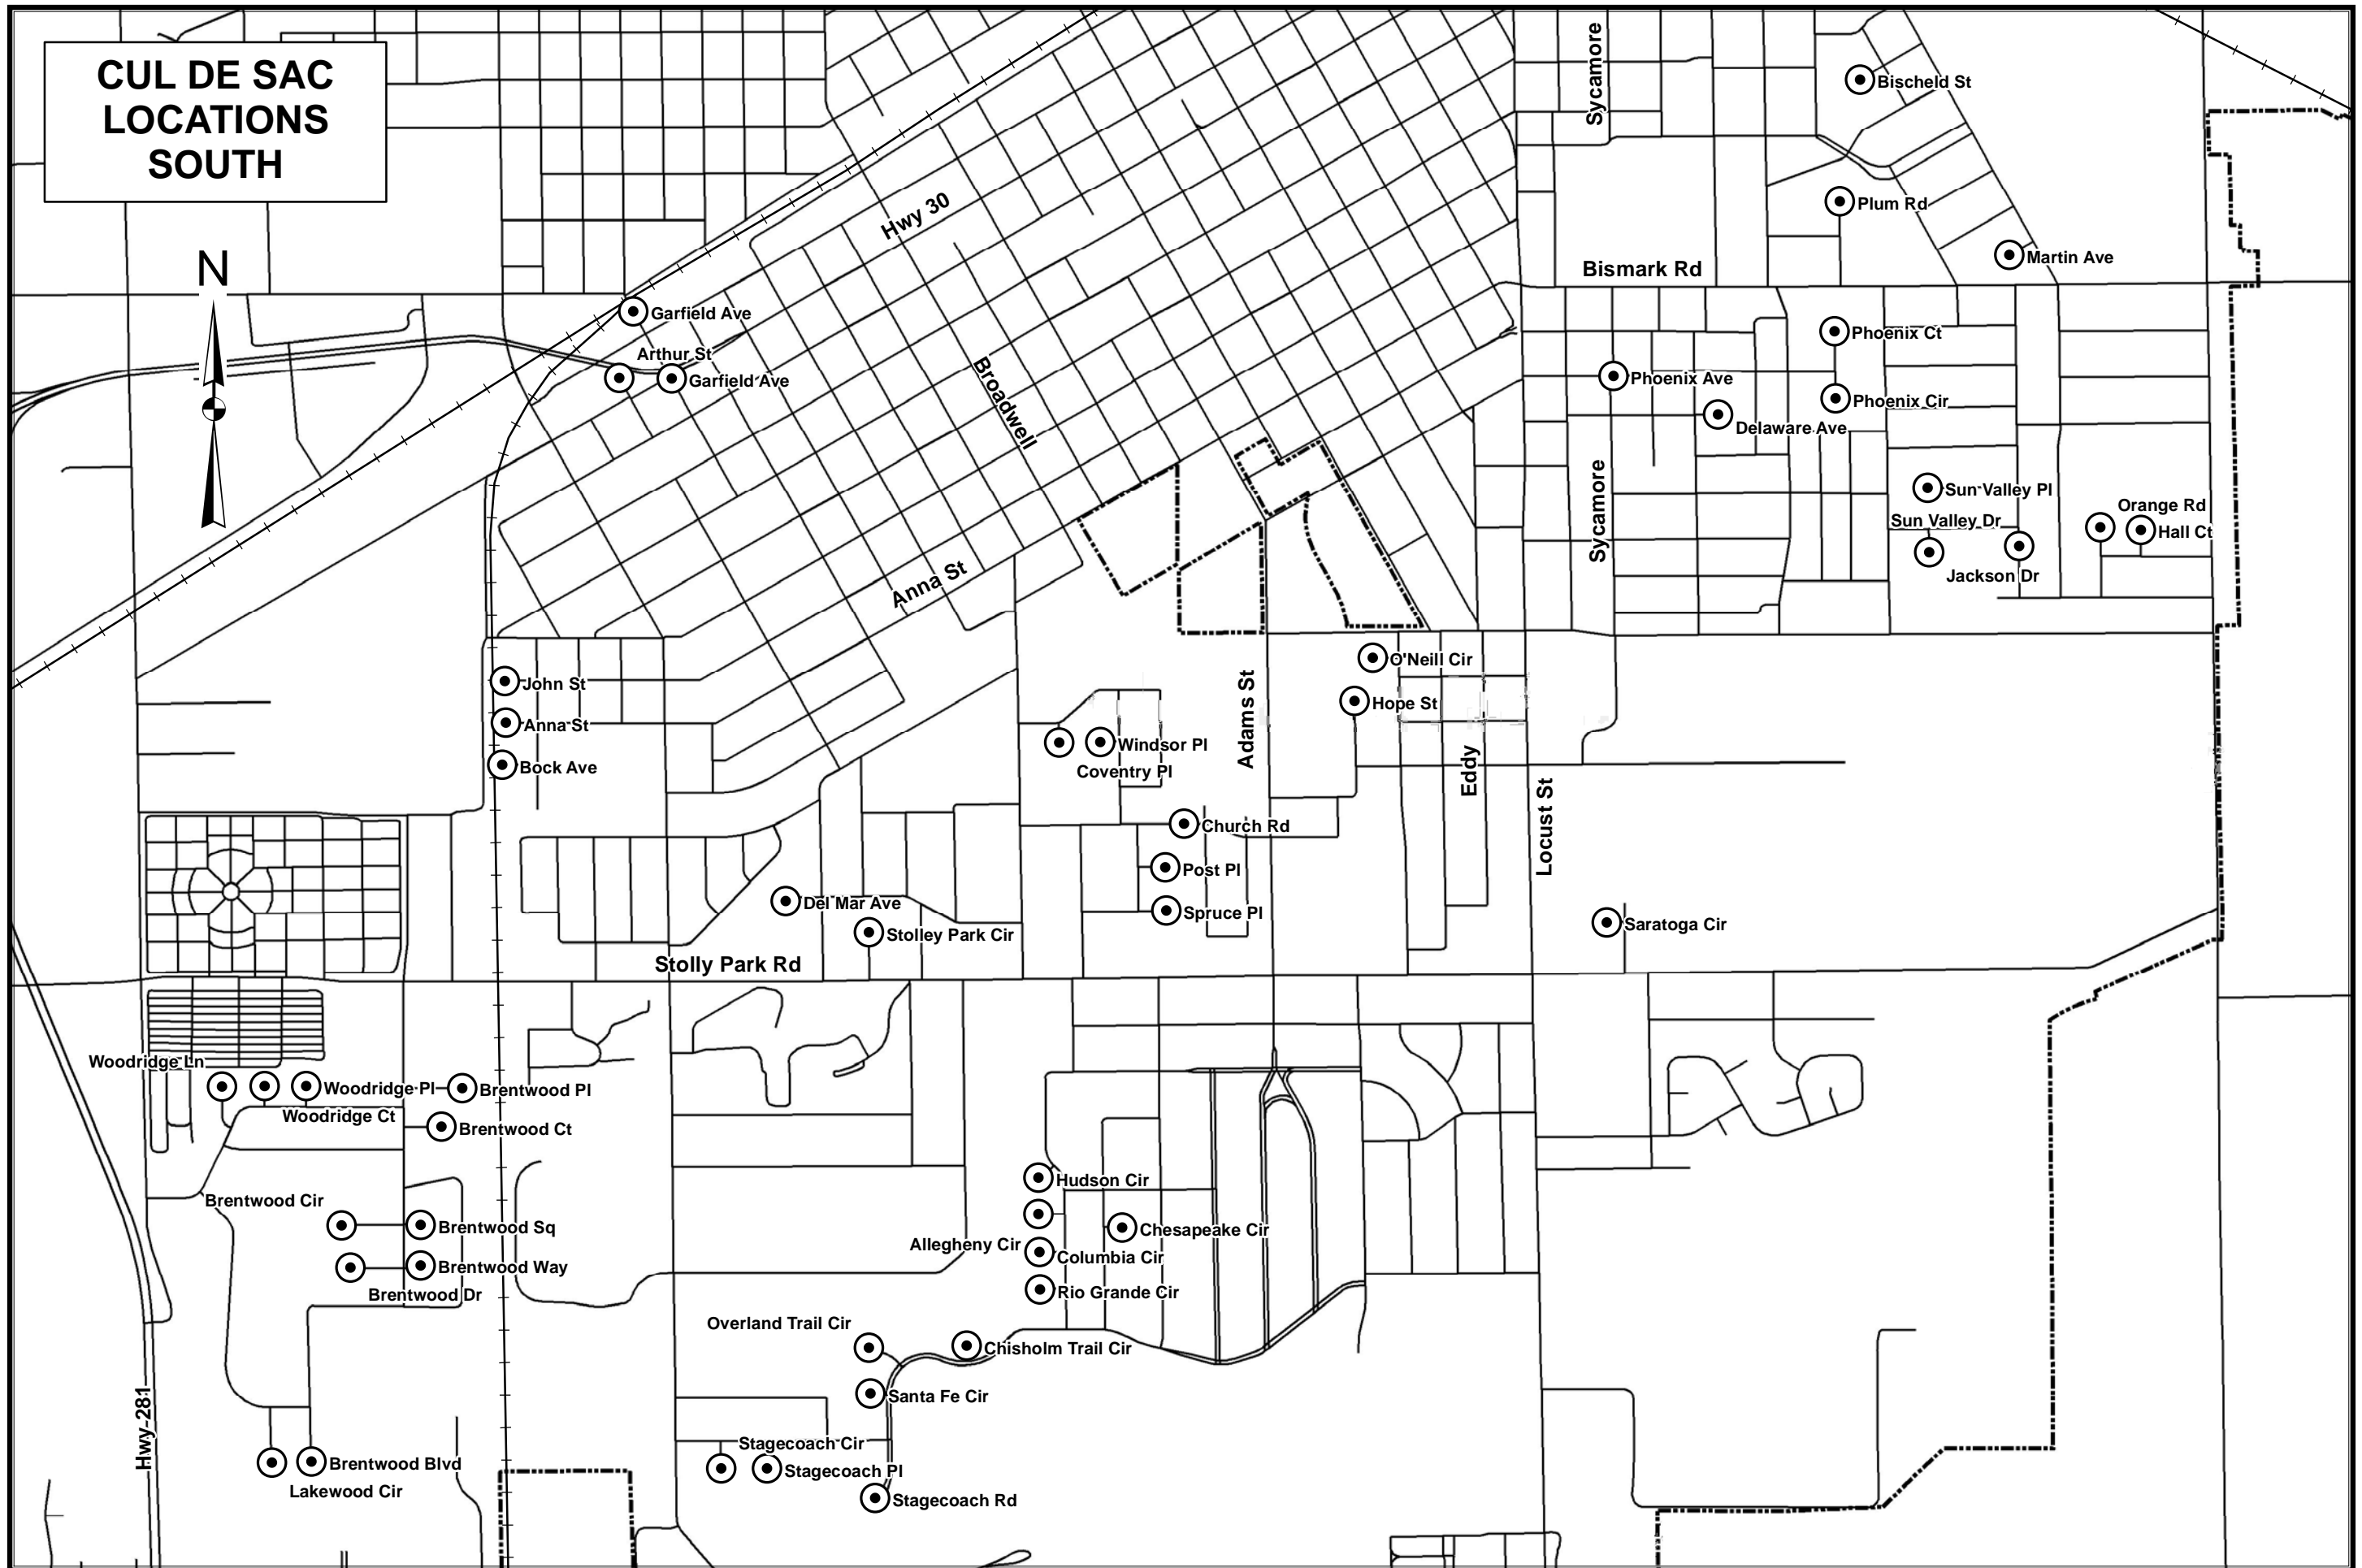 CUL DE SAC
LOCATIONS
SOUTH
N
Sycamore
Bischeld St
Hwy 30
Plum Rd
Martin Ave
Bismark Rd
Garfield Ave
Arthur St
Garfield Ave
Broadwell
Phoenix Ct
Phoenix Ave
Phoenix Cir
Delaware Ave
Sycamore
Sun Valley Pl
Orange Rd
Sun Valley Dr
Hall Ct
Jackson Dr
Anna St
John St
Anna St
Bock Ave
O'Neill Cir
Hope St
Adams St
Windsor Pl
Coventry Pl
Eddy
Locust St
Church Rd
Post Pl
Spruce Pl
Del Mar Ave
Stolley Park Cir
Saratoga Cir
Stolly Park Rd
Woodridge Ln
Woodridge Pl
Brentwood Pl
Woodridge Ct
Brentwood Ct
Hudson Cir
Brentwood Cir
Brentwood Sq
Chesapeake Cir
Allegheny Cir
Columbia Cir
Brentwood Way
Brentwood Dr
Rio Grande Cir
Overland Trail Cir
Chisholm Trail Cir
Santa Fe Cir
Hwy 281
Stagecoach Cir
Brentwood Blvd
Stagecoach Pl
Lakewood Cir
Stagecoach Rd